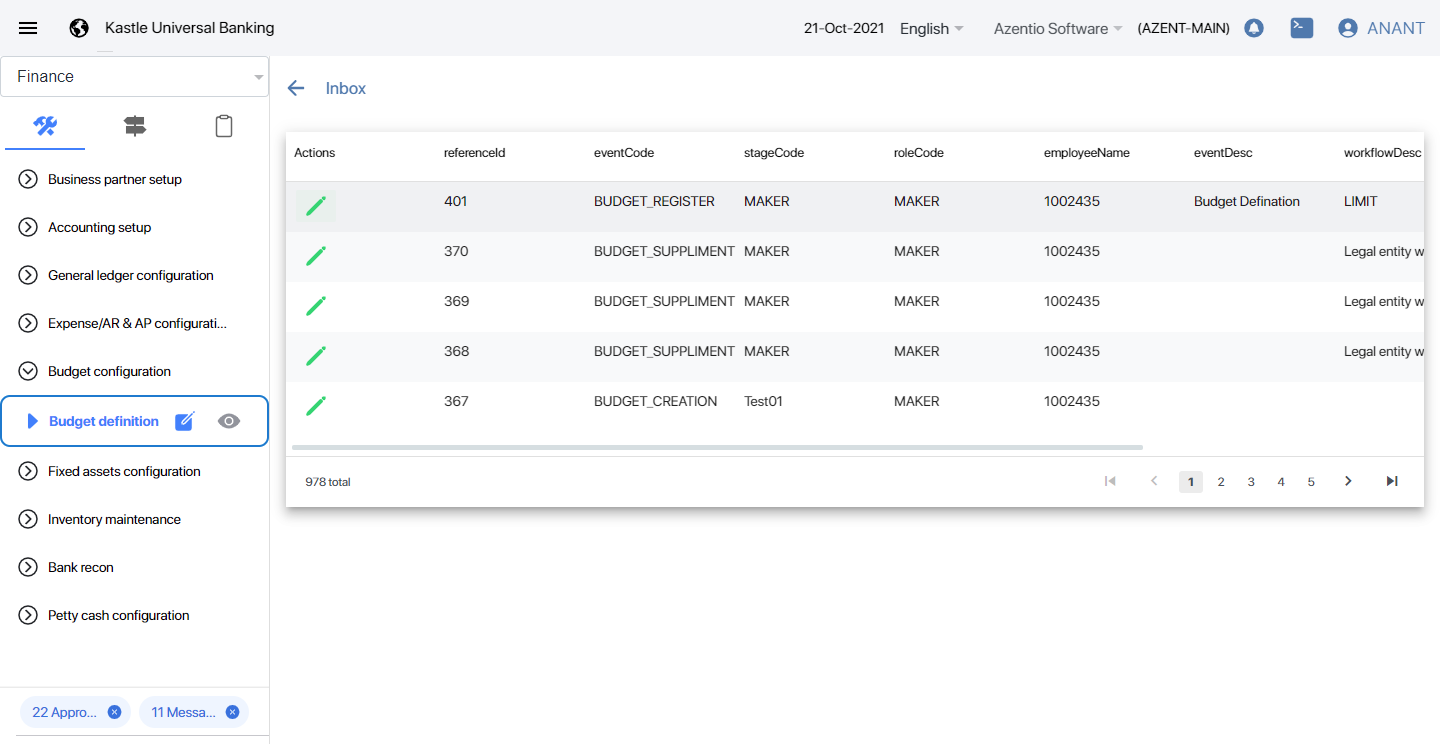 Kastle Universal Banking
21-Oct-2021 English Azentio Software (AZENT-MAIN) ANANT
Finance
Business partner setup
Accounting setup
General ledger configuration
Expense/AR & AP configurati...
Budget configuration
Budget definition
Fixed assets configuration
Inventory maintenance
Bank recon
Petty cash configuration
22 Appro... 11 Messa...
Inbox
Actions referenceId eventCode stageCode roleCode employeeName eventDesc workflowDesc
401 BUDGET_REGISTER MAKER MAKER 1002435 Budget Defination LIMIT
370 BUDGET_SUPPLIMENT MAKER MAKER 1002435 Legal entity w
369 BUDGET_SUPPLIMENT MAKER MAKER 1002435 Legal entity w
368 BUDGET_SUPPLIMENT MAKER MAKER 1002435 Legal entity w
367 BUDGET_CREATION Test01 MAKER 1002435
978 total 1 2 3 4 5